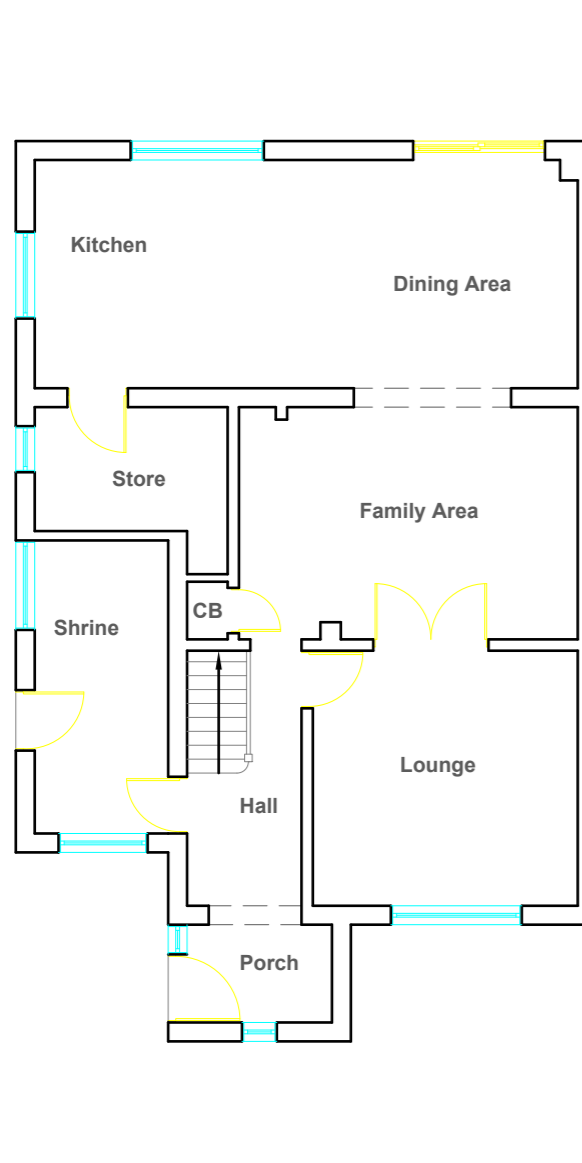 Kitchen
Dining Area
Store
Family Area
CB
Shrine
Lounge
Hall
Porch